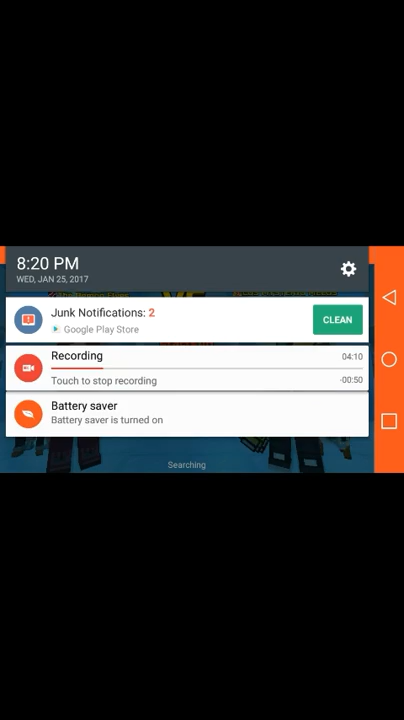 8:20 PM
WED, JAN 25, 2017
Junk Notifications: 2
Google Play Store
CLEAN
Recording
04:10
Touch to stop recording
-00:50
Battery saver
Battery saver is turned on
Searching